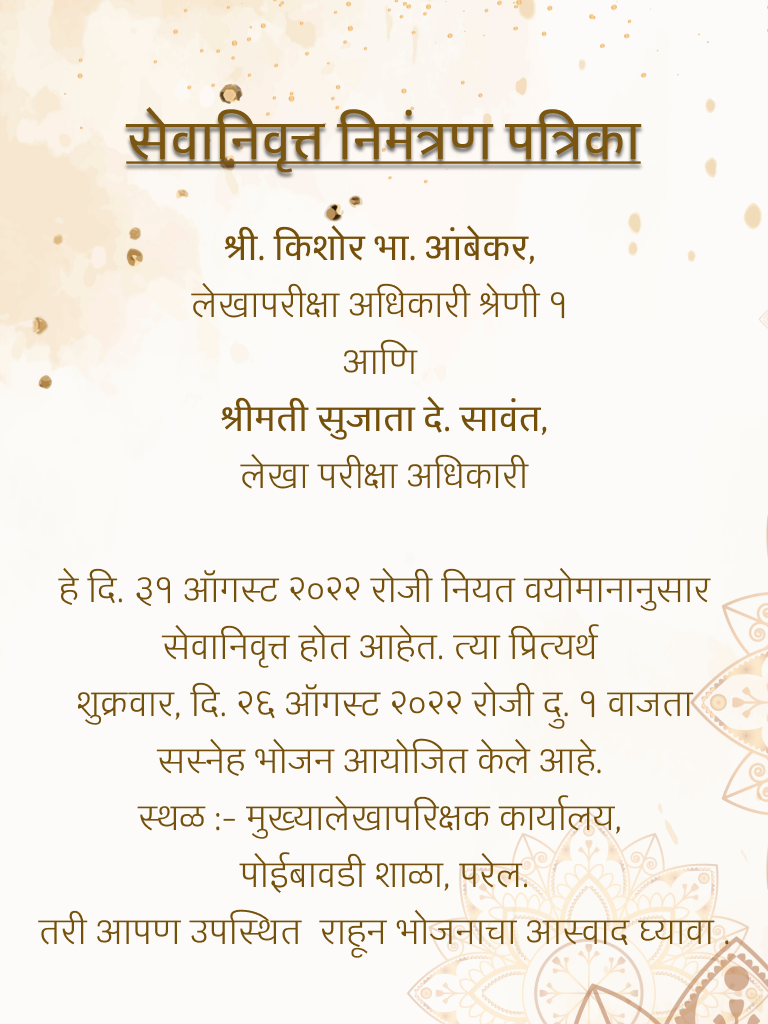 सेवानिवृत्त निमंत्रण पत्रिका
श्री. किशोर भा. आंबेकर,
लेखापरीक्षा अधिकारी श्रेणी १
आणि
श्रीमती सुजाता दे. सावंत,
लेखा परीक्षा अधिकारी
हे दि. ३१ ऑगस्ट २०२२ रोजी नियत वयोमानानुसार
सेवानिवृत्त होत आहेत. त्या प्रित्यर्थ
शुक्रवार, दि. २६ ऑगस्ट २०२२ रोजी दु. १ वाजता
सस्नेह भोजन आयोजित केले आहे.
स्थळ :- मुख्यालेखापरिक्षक कार्यालय,
पोईबावडी शाळा, परेल.
तरी आपण उपस्थित राहून भोजनाचा आस्वाद घ्यावा .